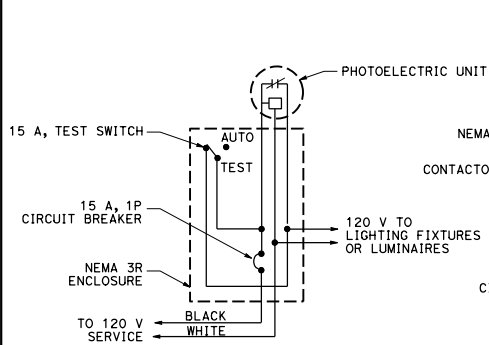 PHOTOELECTRIC UNIT
15 A, TEST SWITCH
AUTO
TEST
NEMA
CONTACTO
15 A, 1P
CIRCUIT BREAKER
120 V TO
LIGHTING FIXTURES
OR LUMINAIRES
NEMA 3R
ENCLOSURE
C
TO 120 V
SERVICE
BLACK
WHITE